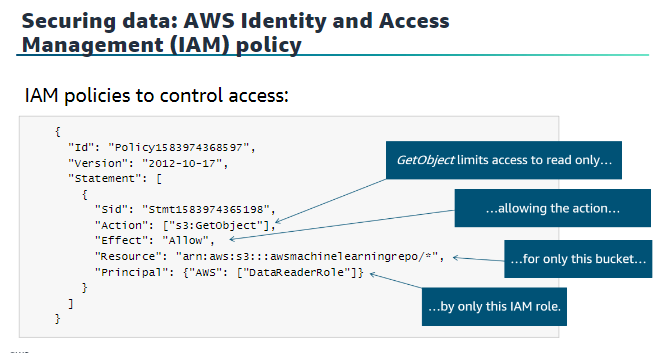 Securing data: AWS Identity and Access
Management (IAM) policy
IAM policies to control access:
{
"Id": "Policy1583974368597",
"Version": "2012-10-17",
"Statement": [
{
"Sid": "Stmt1583974365198",
"Action": ["s3:GetObject"],
"Effect": "Allow",
"Resource": "arn:aws:s3:::awsmachinelearningrepo/*",
"Principal": {"AWS": ["DataReaderRole"]}
}
]
}
GetObject limits access to read only…
…allowing the action…
…for only this bucket…
…by only this IAM role.